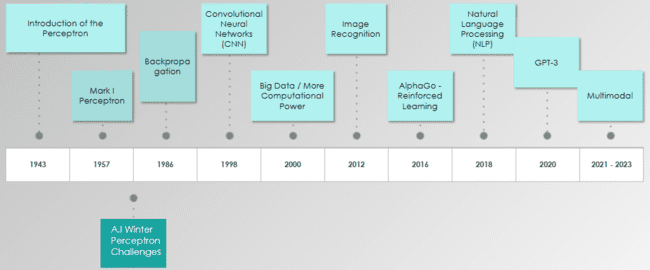 Introduction of the
Perceptron
Mark I
Perceptron
Backpropa
gation
Convolutional
Neural
Networks (CNN)
Big Data / More
Computational
Power
Image
Recognition
AlphaGo -
Reinforced
Learning
Natural
Language
Processing
(NLP)
GPT-3
Multimodal
1943
1957
1986
1998
2000
2012
2016
2018
2020
2021 - 2023
A.I Winter
Perceptron
Challenges